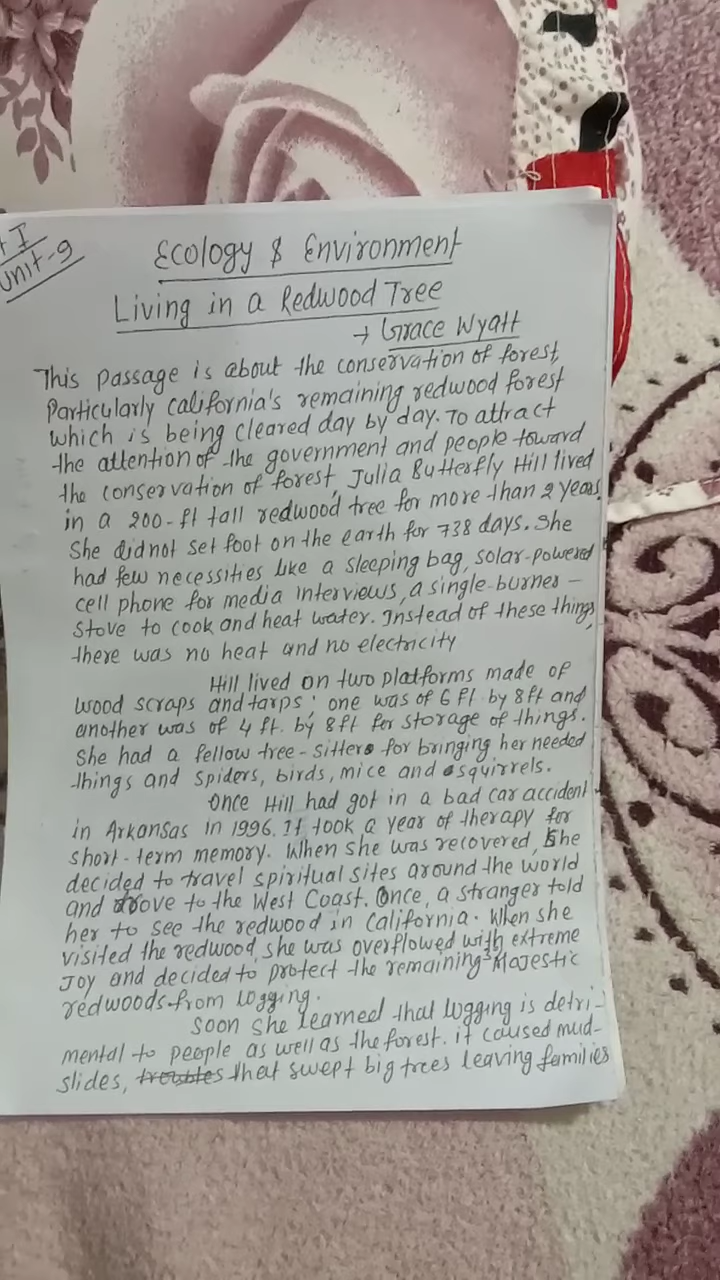 t I
Unit-9
Ecology & Environment
Living in a Redwood Tree
→ Grace Wyatt
This passage is about the conservation of forest,
Particularly California's remaining redwood forest
which is being cleared day by day. To attract
the attention of the government and people toward
the conservation of forest, Julia Butterfly Hill lived
in a 200-ft tall redwood tree for more than 2 years.
She did not set foot on the earth for 738 days. She
had few necessities like a sleeping bag, solar-powered
cell phone for media interviews, a single-burner -
stove to cook and heat water. Instead of these things,
there was no heat and no electricity
Hill lived on two platforms made of
wood scraps and tarps. one was of 6 ft by 8ft and
another was of 4 ft. by 8ft for storage of things.
She had a fellow tree-sitters for bringing her needed
things and spiders, birds, mice and squirrels.
Once Hill had got in a bad car accident
in Arkansas in 1996. It took a year of therapy for
short-term memory. When she was recovered, She
decided to travel spiritual sites around the world
and drove to the West Coast. Once, a stranger told
her to see the redwood in California. When she
visited the redwood, she was overflowed with extreme
Joy and decided to protect the remaining Majestic
redwoods from logging.
Soon she learned that logging is detri-
mental to people as well as the forest. it caused mud-
slides, that swept big trees leaving families